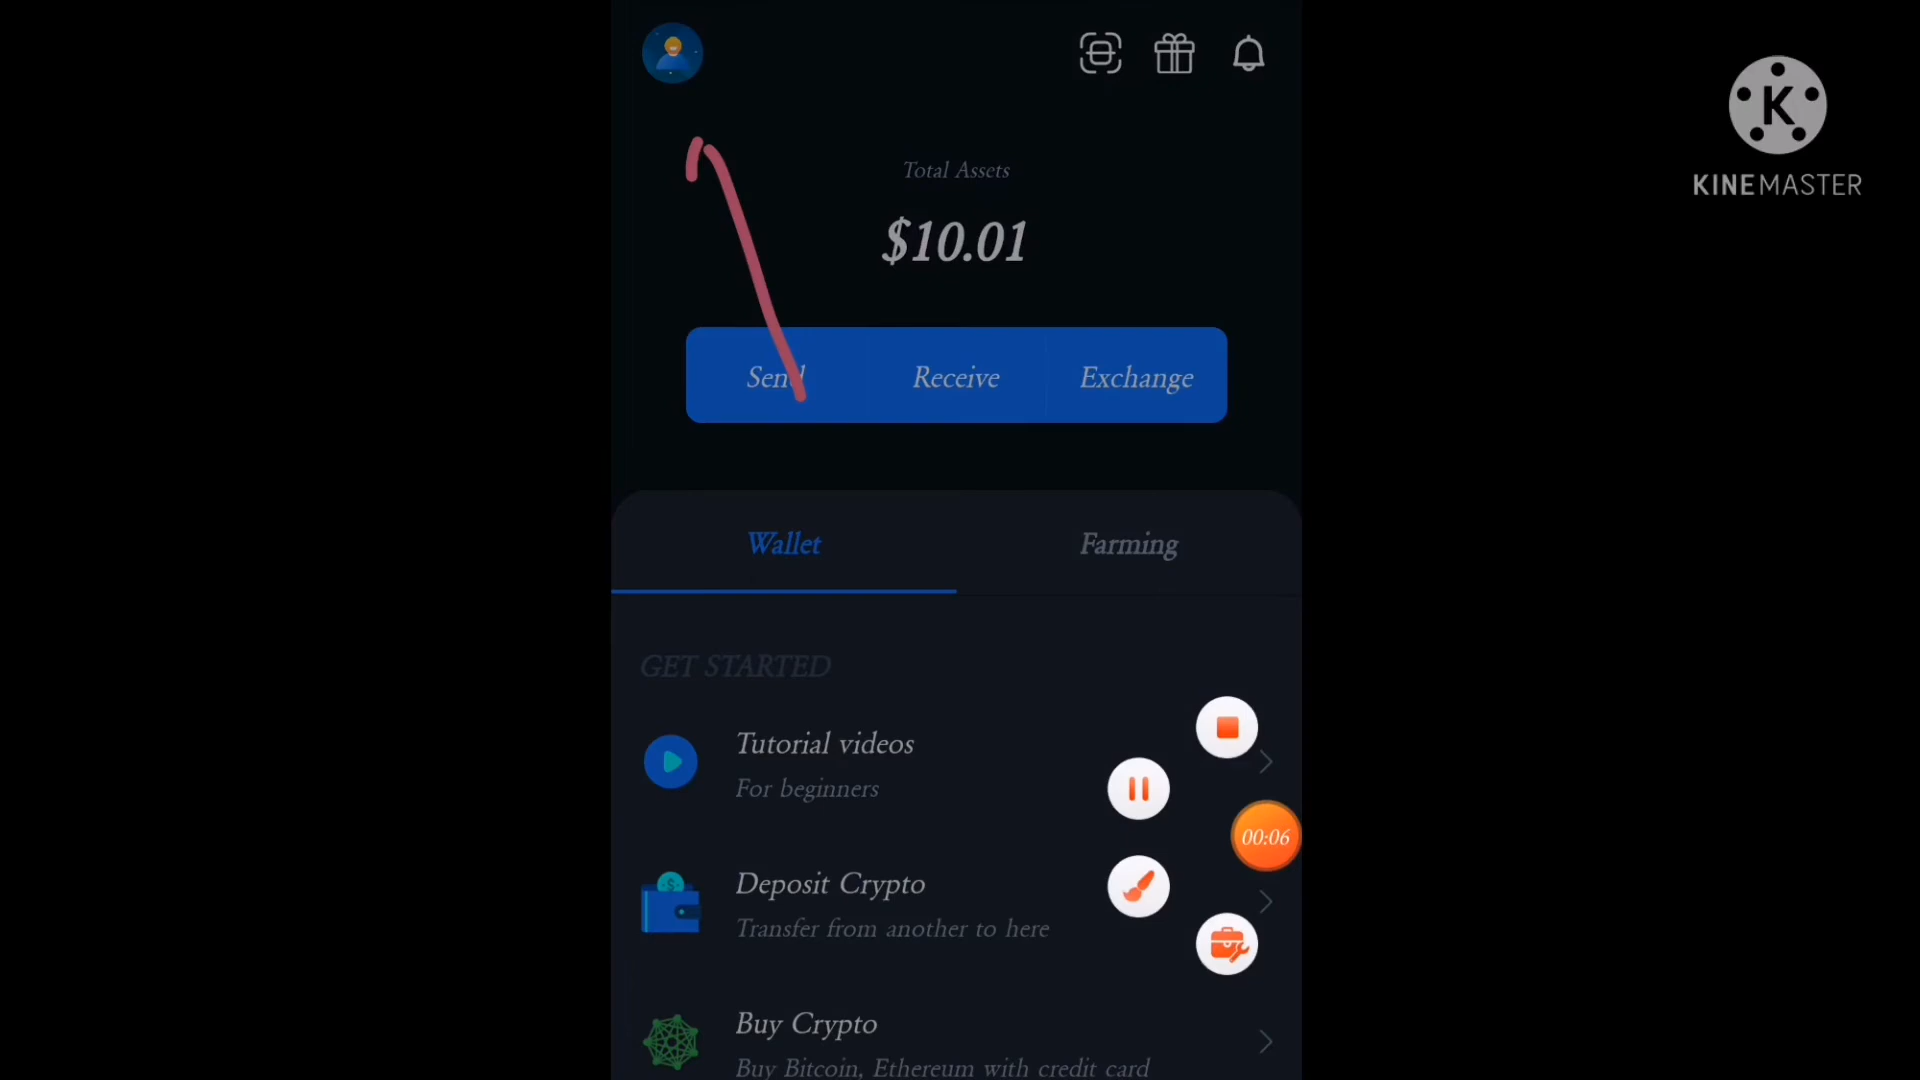 KINEMASTER
Total Assets
$10.01
Send
Receive
Exchange
Wallet
Farming
GET STARTED
Tutorial videos
For beginners
Deposit Crypto
Transfer from another to here
00:06
Buy Crypto
Buy Bitcoin, Ethereum with credit card